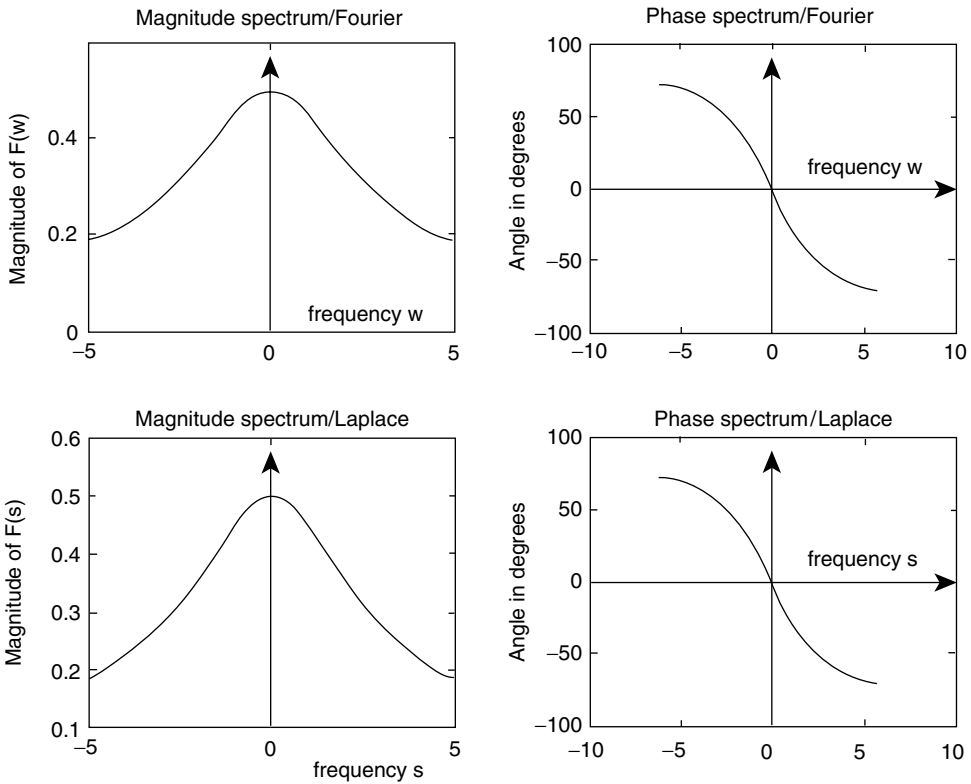 Magnitude spectrum/Fourier
Magnitude of F(w)
0.4
0.2
0
−5
0
5
frequency w
Phase spectrum/Fourier
Angle in degrees
100
50
0
−50
−100
−10
−5
0
5
10
frequency w
Magnitude spectrum/Laplace
Magnitude of F(s)
0.6
0.5
0.4
0.3
0.2
0.1
−5
0
5
frequency s
Phase spectrum/Laplace
Angle in degrees
100
50
0
−50
−100
−10
−5
0
5
10
frequency s